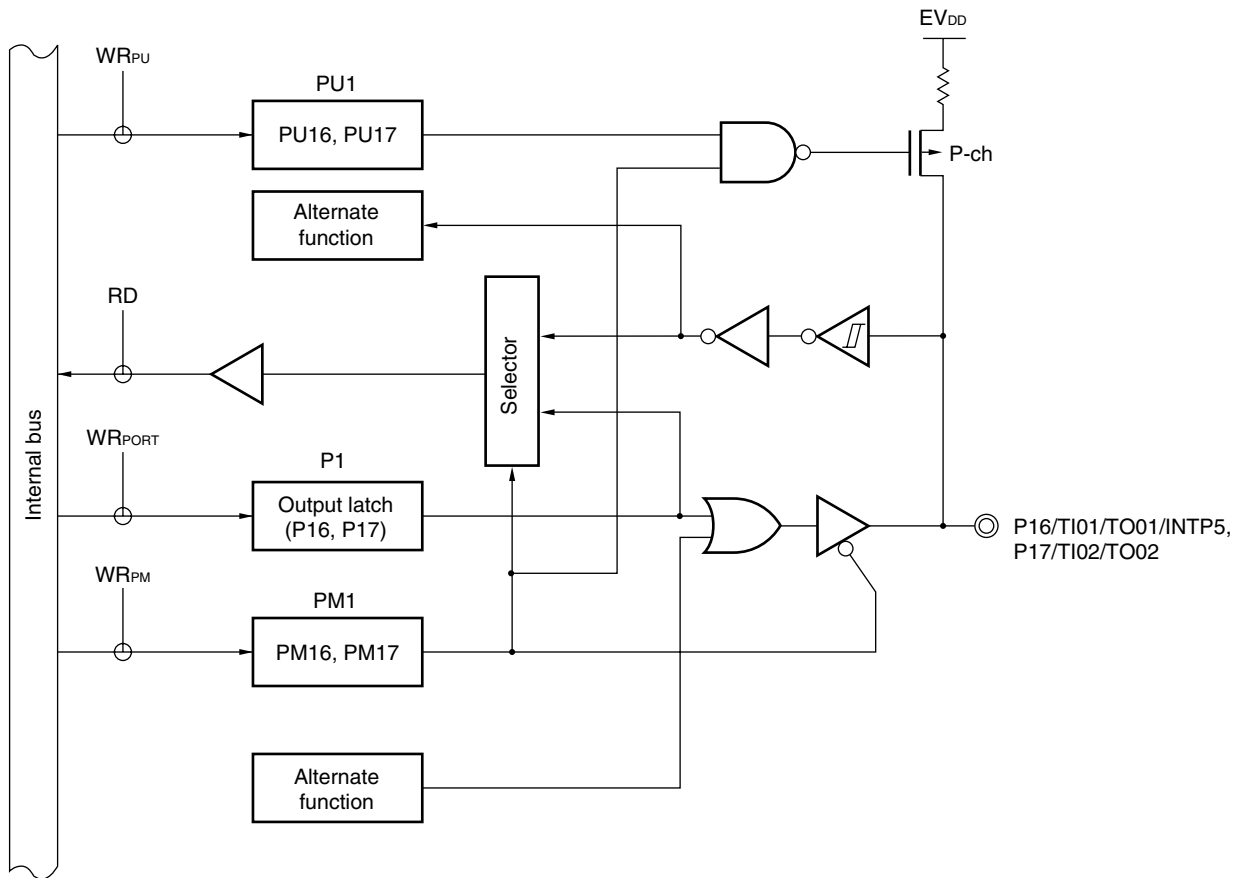 EVDD
WRPU
PU1
PU16, PU17
P-ch
Alternate
function
RD
Selector
Internal bus
WRPORT
P1
Output latch
(P16, P17)
P16/TI01/TO01/INTP5,
P17/TI02/TO02
WRPM
PM1
PM16, PM17
Alternate
function